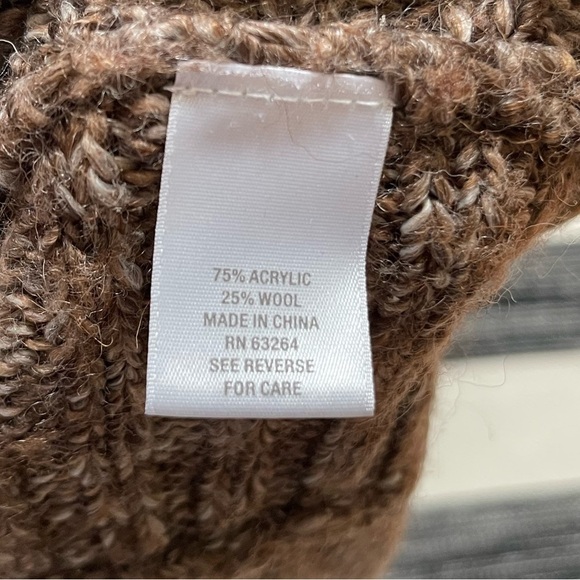 75% ACRYLIC
25% WOOL
MADE IN CHINA
RN 63264
SEE REVERSE
FOR CARE